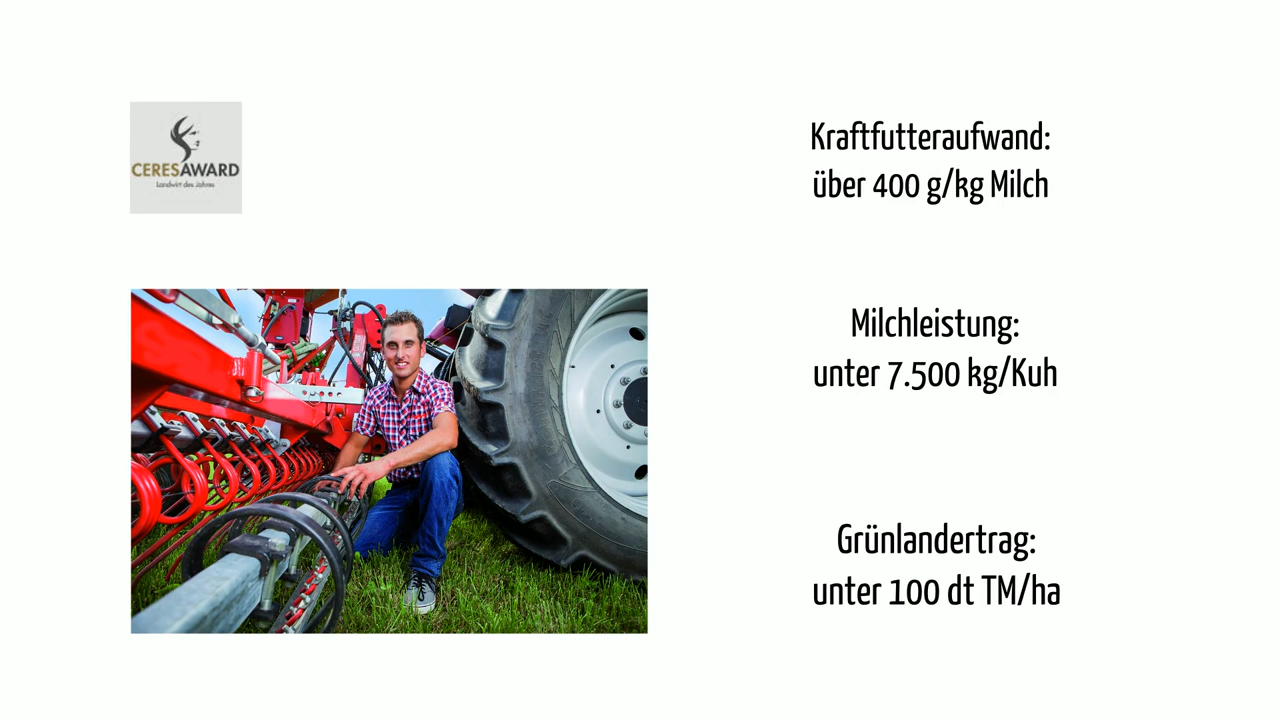 CERESAWARD
Landwirt des Jahres
Kraftfutteraufwand:
über 400 g/kg Milch
Milchleistung:
unter 7.500 kg/Kuh
Grünlandertrag:
unter 100 dt TM/ha